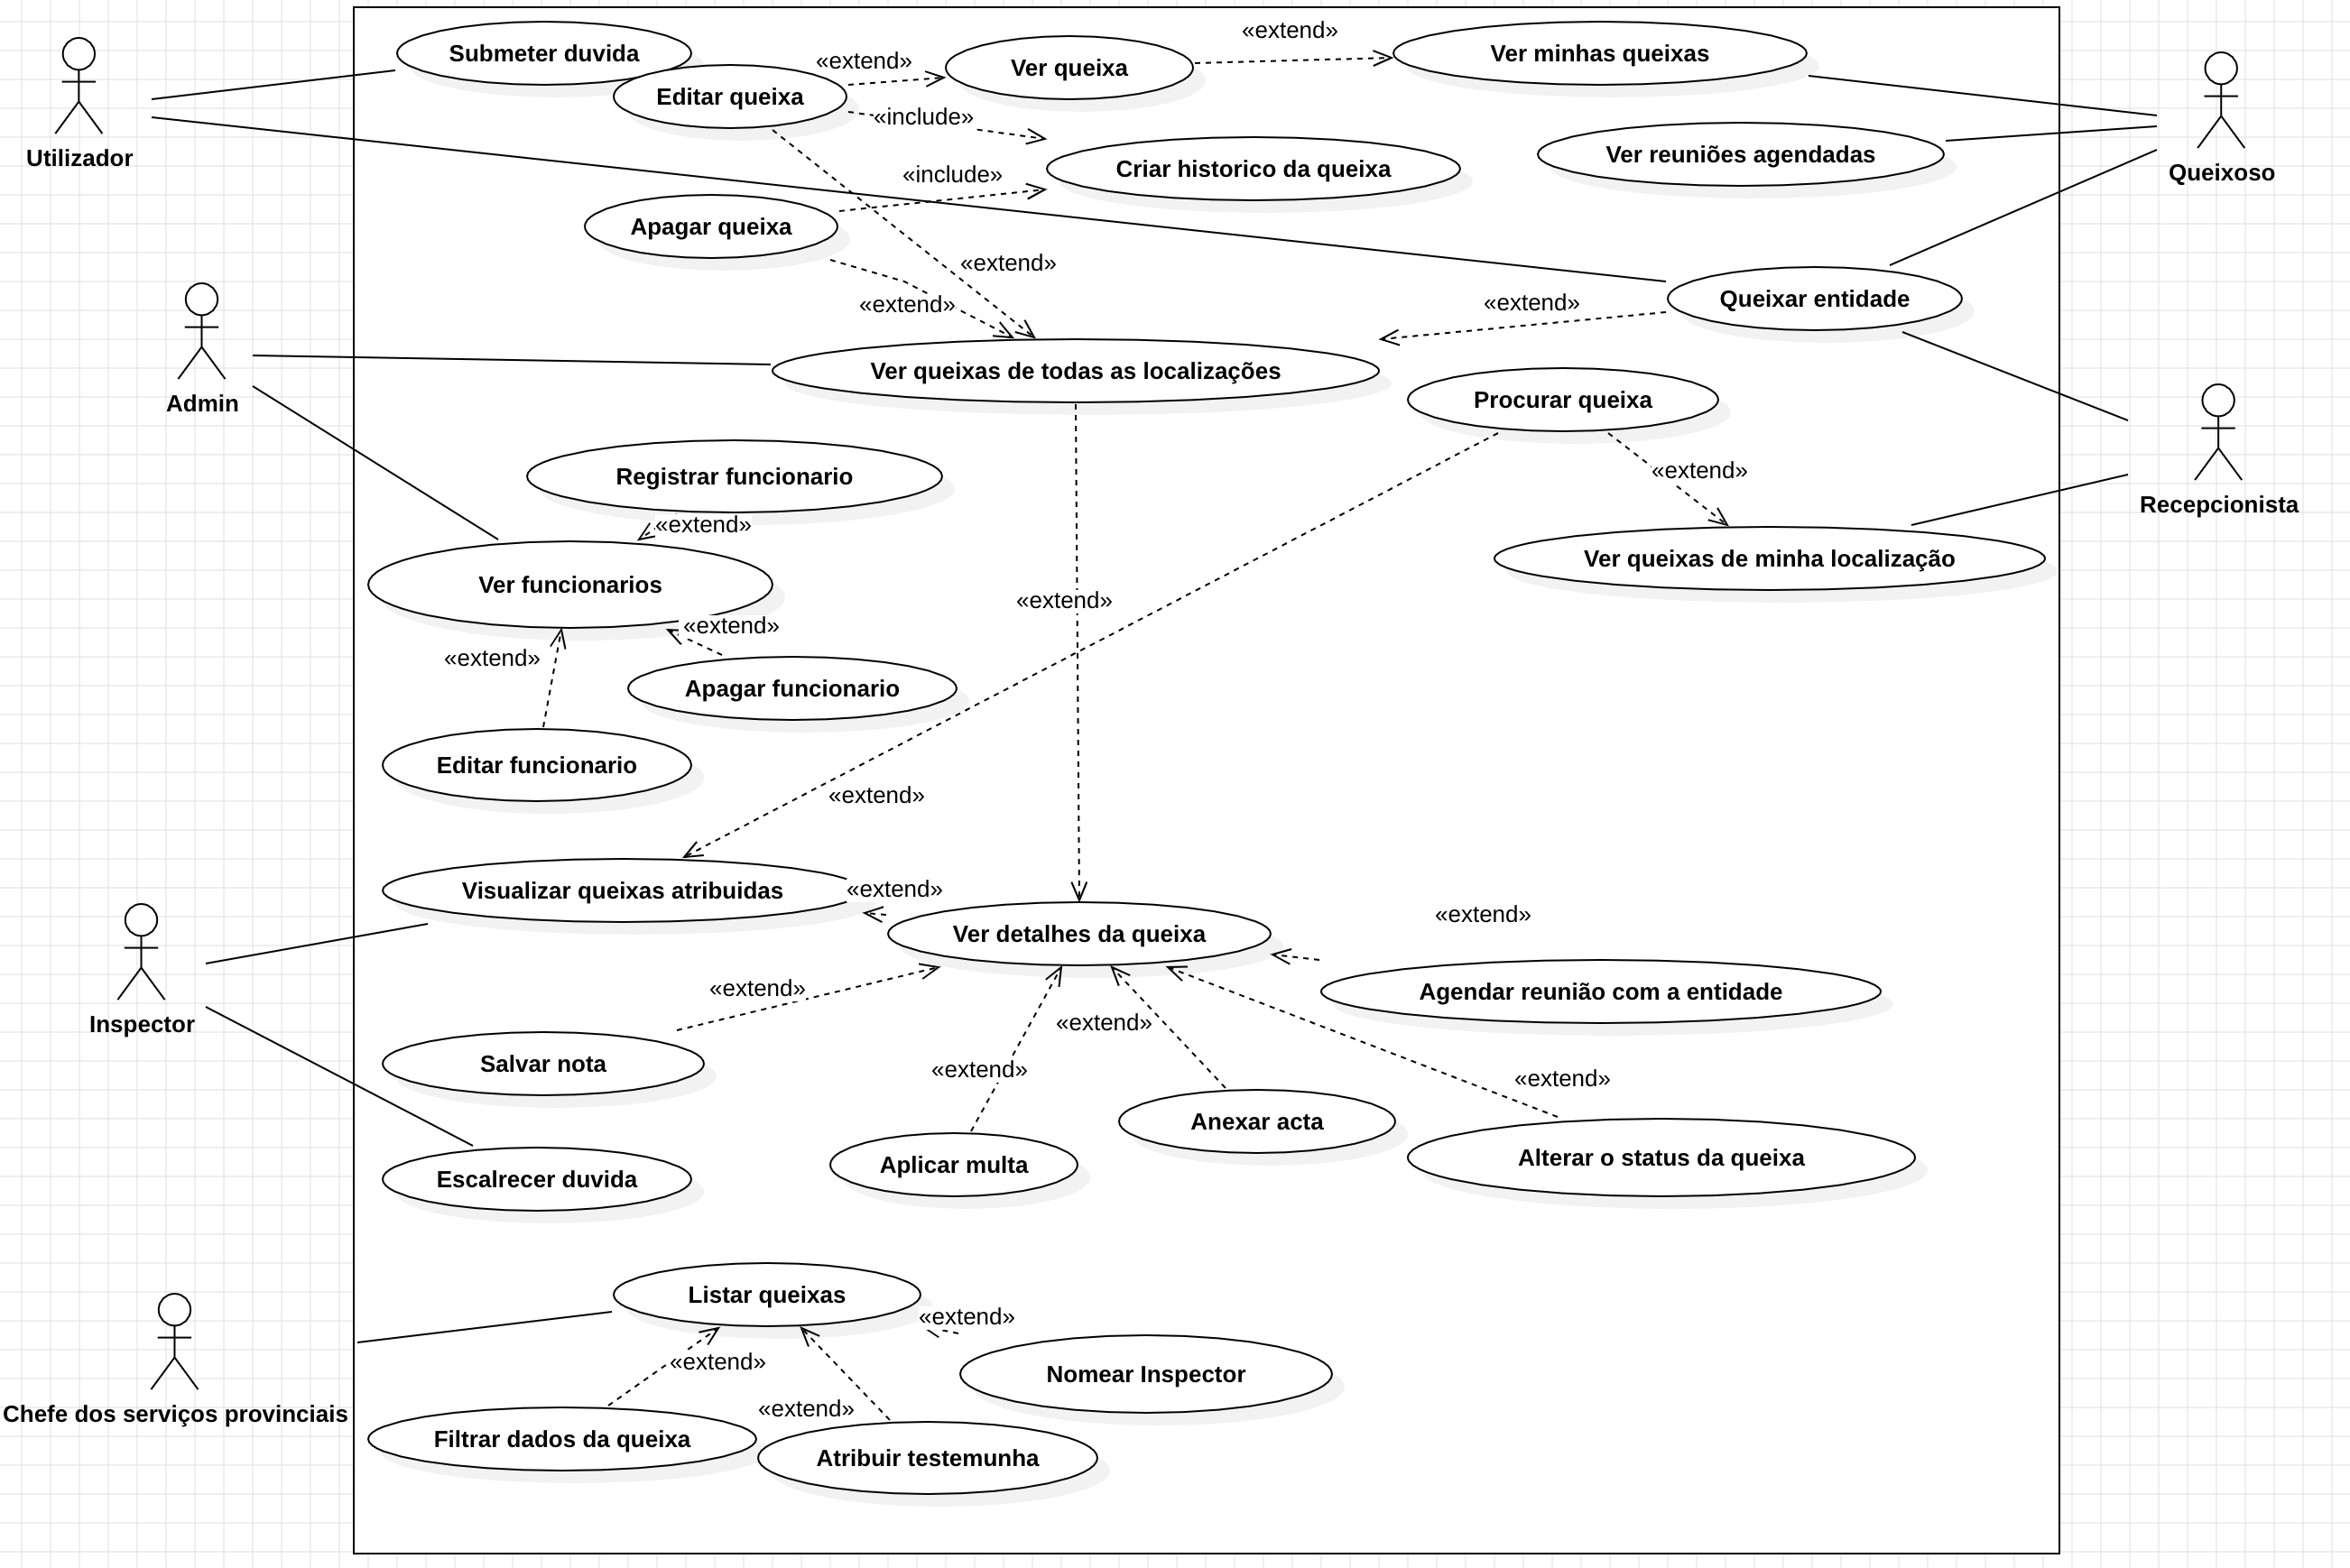 «extend»
Submeter duvida
Ver minhas queixas
«extend»
Ver queixa
Editar queixa
«include»
Utilizador
Ver reuniões agendadas
Criar historico da queixa
Queixoso
«include»
Apagar queixa
«extend»
«extend»
«extend»
Queixar entidade
Ver queixas de todas as localizações
Admin
Procurar queixa
«extend»
Registrar funcionario
Recepcionista
«extend»
Ver queixas de minha localização
Ver funcionarios
«extend»
«extend»
«extend»
Apagar funcionario
Editar funcionario
«extend»
Visualizar queixas atribuidas
«extend»
«extend»
Ver detalhes da queixa
«extend»
Agendar reunião com a entidade
Inspector
«extend»
Salvar nota
«extend»
«extend»
Anexar acta
Alterar o status da queixa
Aplicar multa
Escalrecer duvida
Listar queixas
«extend»
«extend»
Nomear Inspector
«extend»
Chefe dos serviços provinciais
Filtrar dados da queixa
Atribuir testemunha